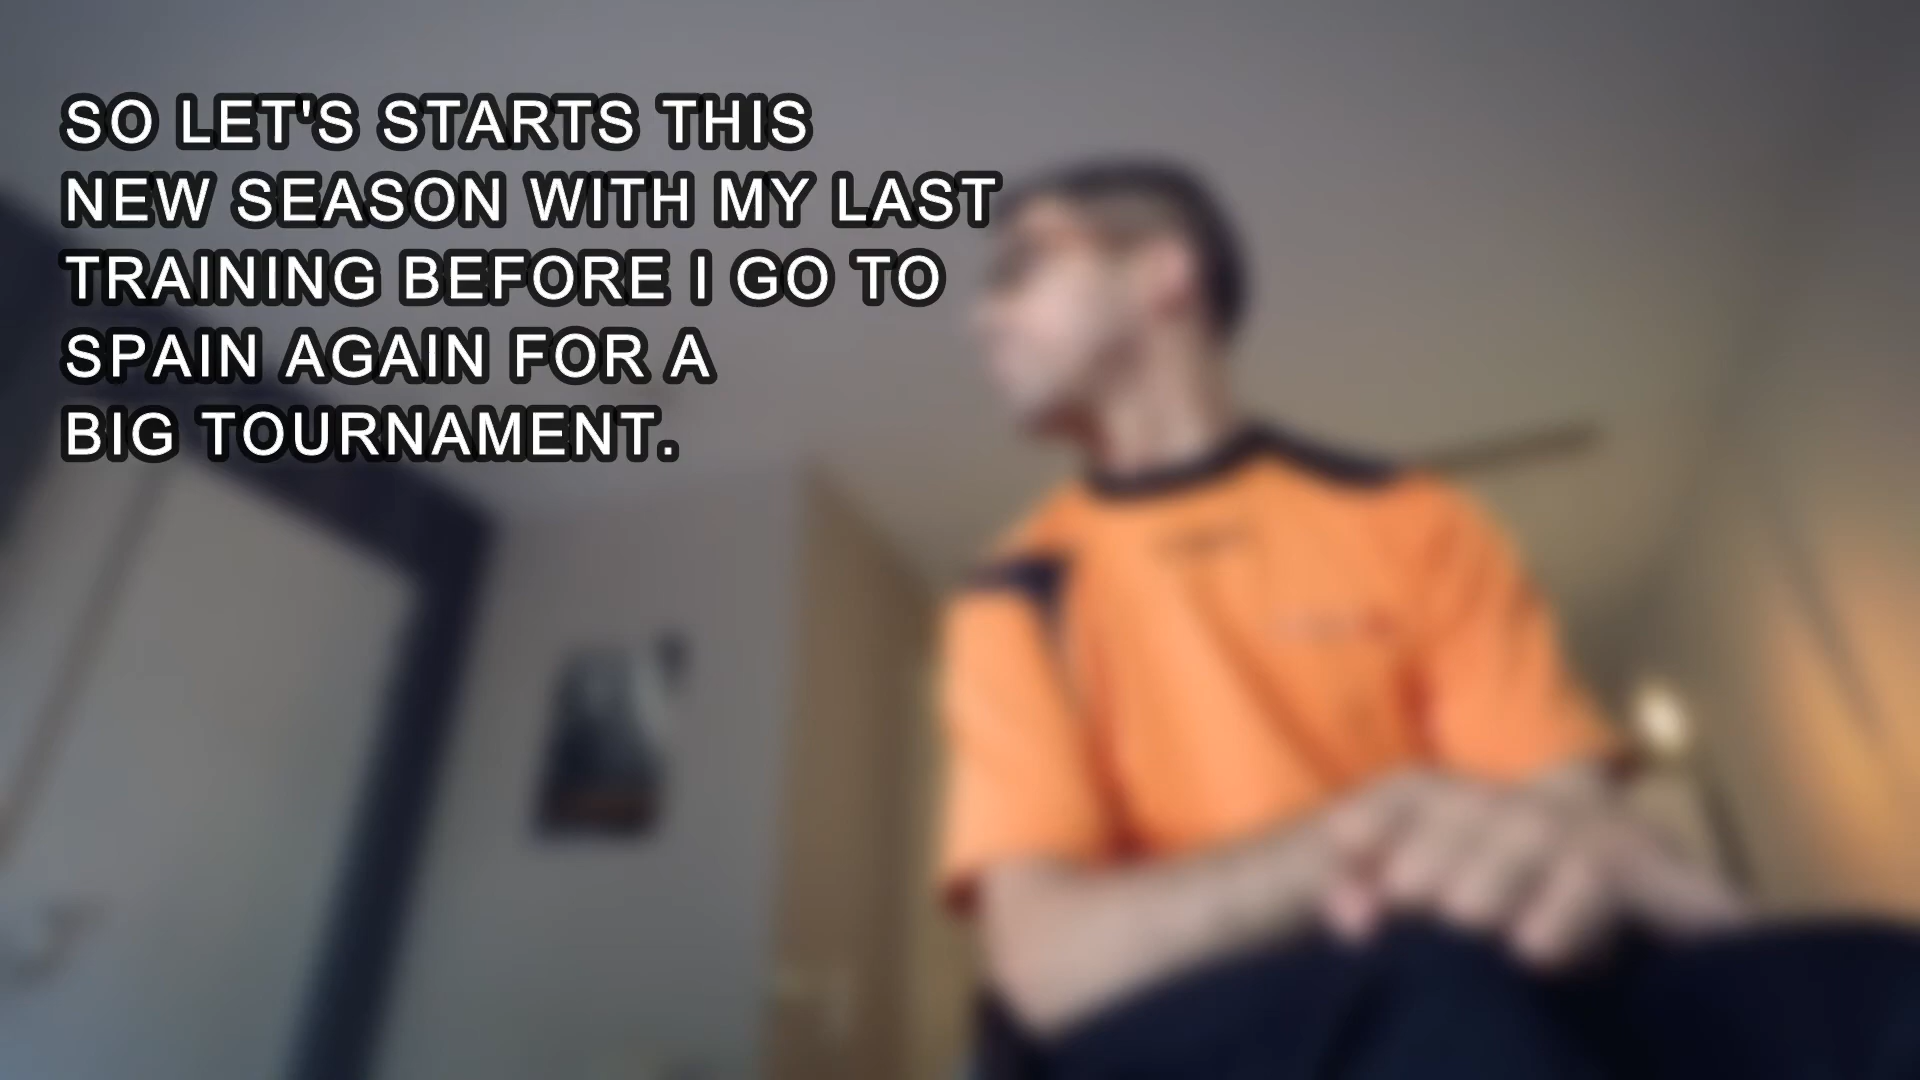 SO LET'S STARTS THIS
NEW SEASON WITH MY LAST
TRAINING BEFORE I GO TO
SPAIN AGAIN FOR A
BIG TOURNAMENT.